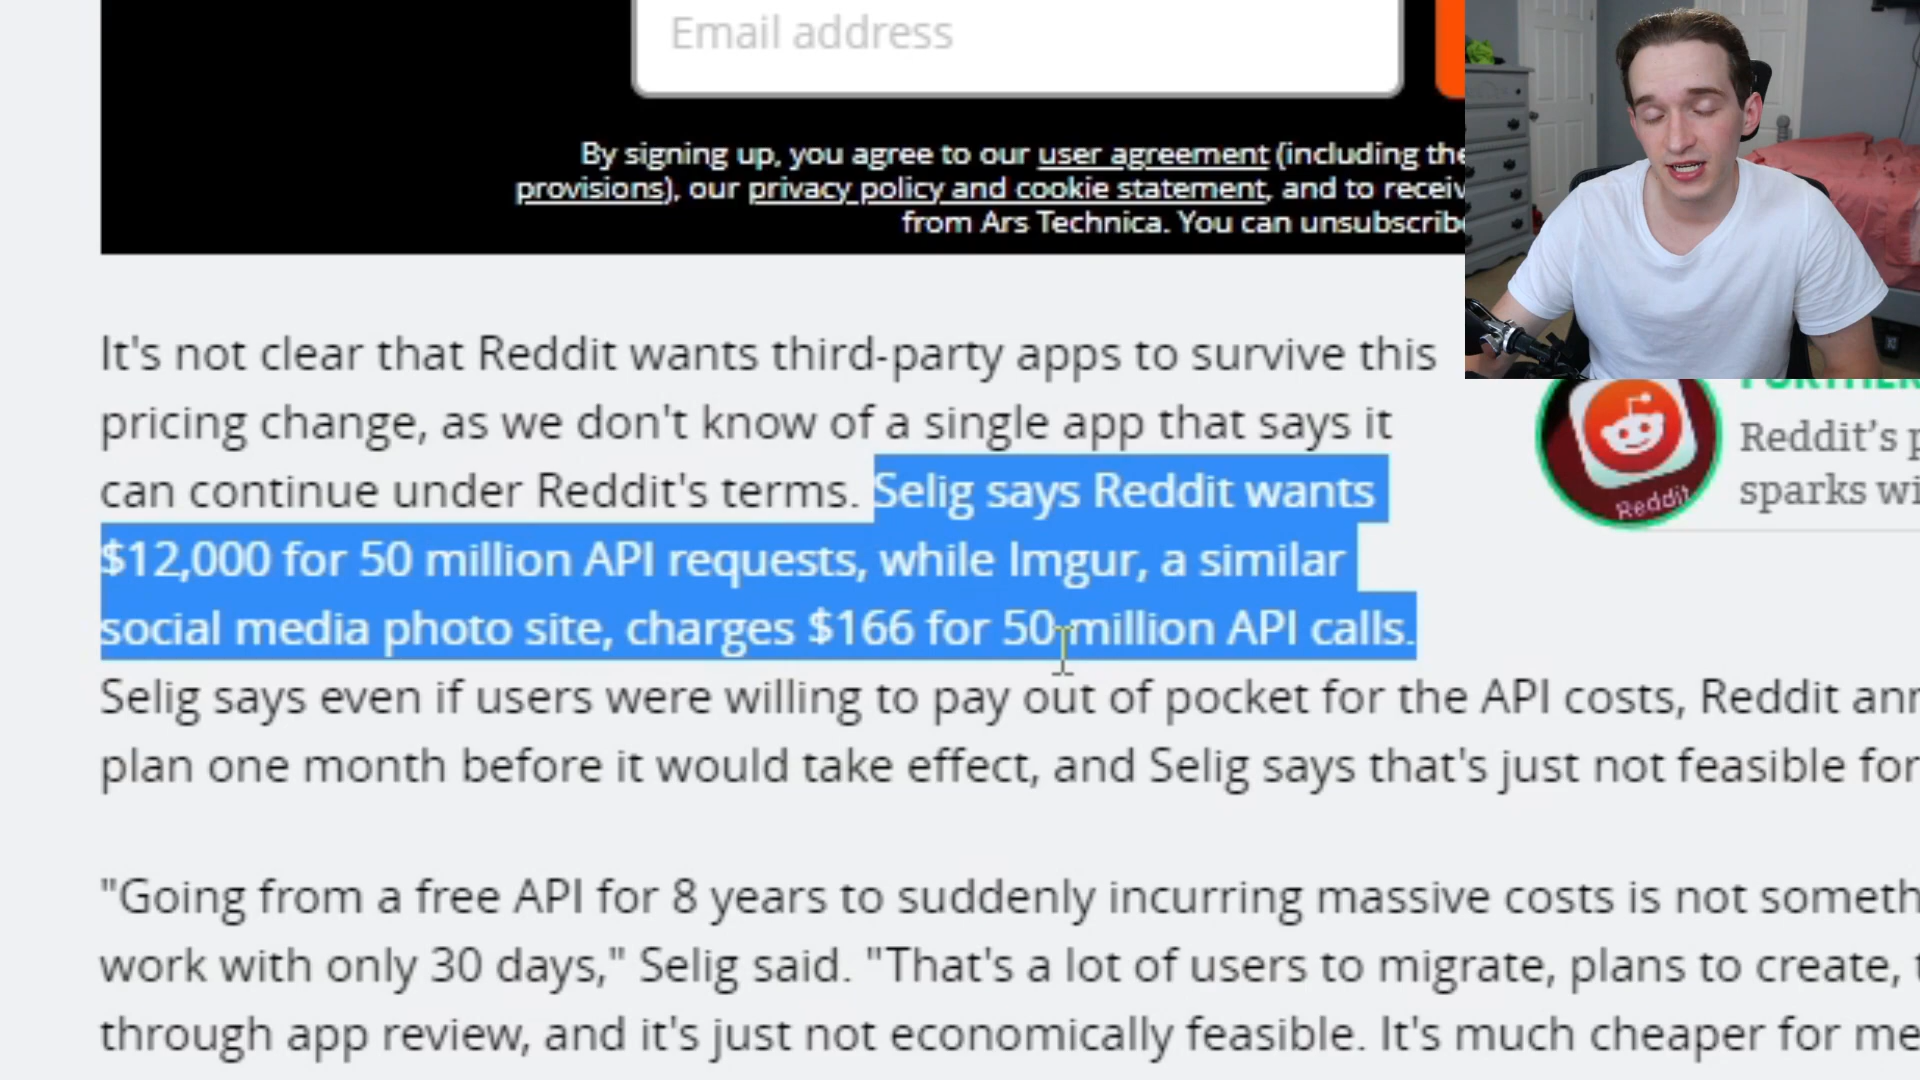 Email address
By signing up, you agree to our user agreement (including the
provisions), our privacy policy and cookie statement, and to
from Ars Technica. You can
It's not clear that Reddit wants third-party apps to survive this
pricing change, as we don't know of a single app that says it
can continue under Reddit's terms. Selig says Reddit wants
$12,000 for 50 million API requests, while Imgur, a similar
social media photo site, charges $166 for 50 million API calls.
Reddit's
sparks
Reddit
Selig says even if users were willing to pay out of pocket for the API costs, Reddit
plan one month before it would take effect, and Selig says that's just not feasible for
"Going from a free API for 8 years to suddenly incurring massive costs is not
work with only 30 days," Selig said. "That's a lot of users to migrate, plans to create,
through app review, and it's just not economically feasible. It's much cheaper for me